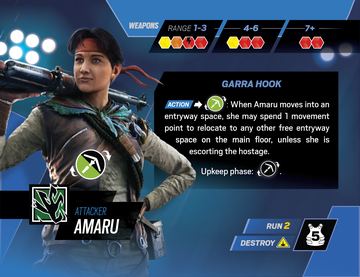 WEAPONS RANGE 1-3 4-6 7+
GARRA HOOK
ACTION : When Amaru moves into an
entryway space, she may spend 1 movement
point to relocate to any other free entryway
space on the main floor, unless she is
escorting the hostage.
Upkeep phase: .
ATTACKER
AMARU
RUN 2
DESTROY
5